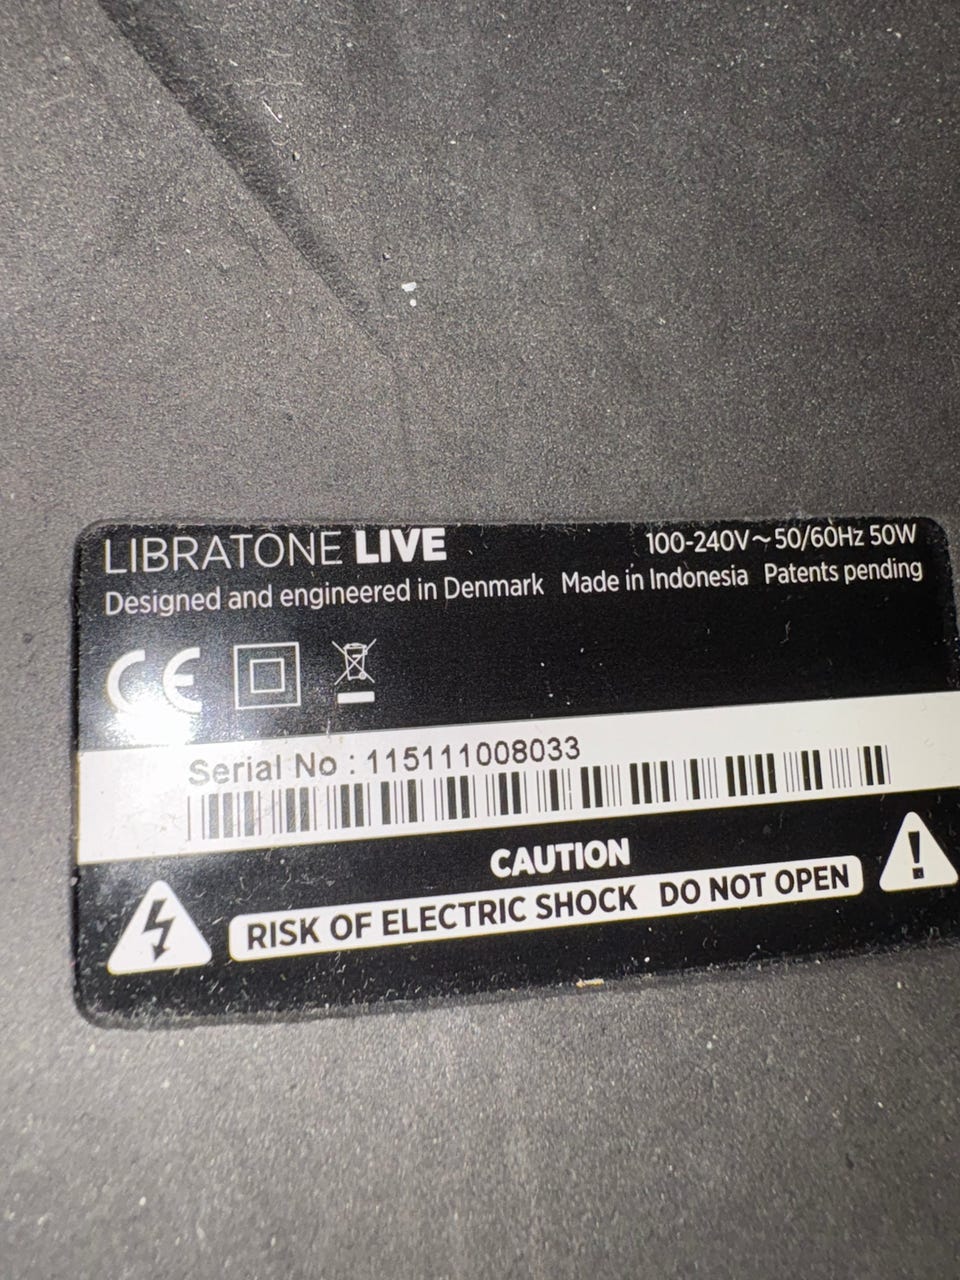 LIBRATONE LIVE 100-240V~50/60Hz 50W
Designed and engineered in Denmark Made in Indonesia Patents pending
CE
Serial No : 115111008033
CAUTION
RISK OF ELECTRIC SHOCK DO NOT OPEN